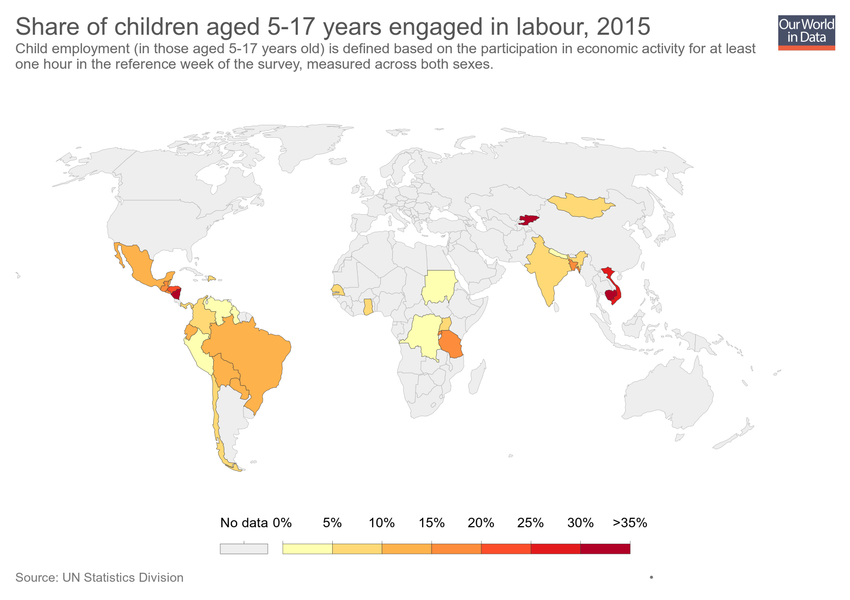 Share of children aged 5-17 years engaged in labour, 2015
Our World
in Data
Child employment (in those aged 5-17 years old) is defined based on the participation in economic activity for at least
one hour in the reference week of the survey, measured across both sexes.
No data 0% 5% 10% 15% 20% 25% 30% >35%
Source: UN Statistics Division